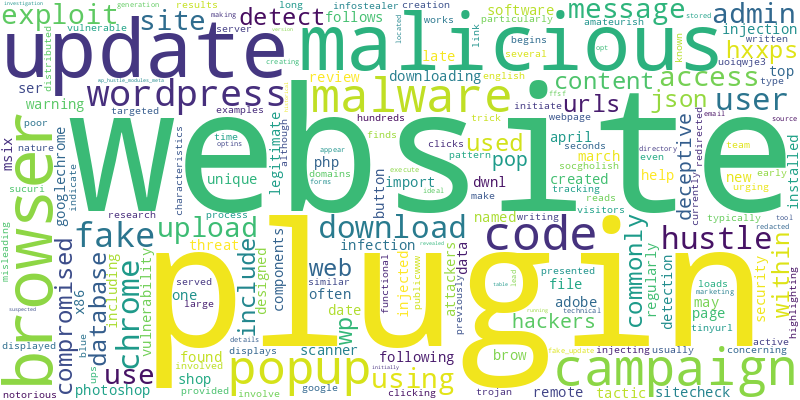 exploit
infostealer creation
software
amateurish
message
admin
distributed
vulnerable
generation
results
making
long
site
detect
follows
server
link
works
particularly
several
injection
known
written
update
malicious
hxxps
version
creating
late
begins
english
uoiqwje3
top
type
wp_hustle_modules_meta
downloading
review
ser
wordpress
malware
content
access
warning
targeted
examples
initiate
webpage
urls
json
user
poor
hundreds
trick
msix
nature
finds
april
used
seconds
source
email
website
sucuri
indicate
googlechrome
characteristics
time
optins
although
legitimate
clicks
pattern
appear
domains
forms
execute
ideal
php
pop
march
even
directory
socgholish
deceptive
currently
redirected
installed
browser
unique
import
dwnl
created
tracking
new
team
early
button
make
help
urging
research
process
named
reads
visitors
writing
typically
tool
redacted
misleading
fake
upload
download
code
commonly
hustle
within
compromised
x86
database
chrome
including
vulnerability
threat
infection
similar
revealed
include
designed
components
web
often
functional
injected
publicwww
previously
data
attackers
table
lead
presented
file
hackers
regularly
detection
loads
marketing
may
page
security
active
highlighting
one
served
large
wp
date
displays
scanner
following
adobe
displayed
blue
use
found
involved
technical
running
usually
concerning
tinyurl
notorious
suspected
ups
shop
provided
details
popup
using
brow
plugin
injecting
campaign
photoshop
initially
involve
google
clicking
trojan
fake_update
remote
tactic
sitecheck
investigation